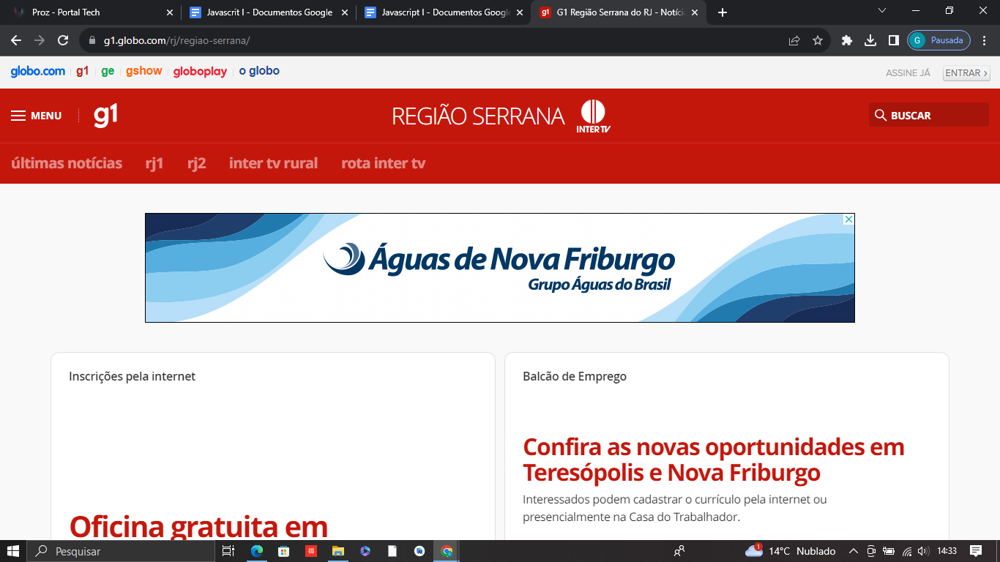 Proz - Portal Tech
Javascrit I - Documentos Google
Javascript I - Documentos Google
G1 Região Serrana do RJ - Notíci
g1.globo.com/rj/regiao-serrana/
G
Pausada
globo.com
g1
ge
gshow
globoplay
o globo
ASSINE JÁ
ENTRAR ›
MENU
g1
REGIÃO SERRANA
INTER TV
BUSCAR
últimas notícias
rj1
rj2
inter tv rural
rota inter tv
Águas de Nova Friburgo
Grupo Águas do Brasil
Inscrições pela internet
Oficina gratuita em
Balcão de Emprego
Confira as novas oportunidades em
Teresópolis e Nova Friburgo
Interessados podem cadastrar o currículo pela internet ou
presencialmente na Casa do Trabalhador.
Pesquisar
1
14°C Nublado
14:33